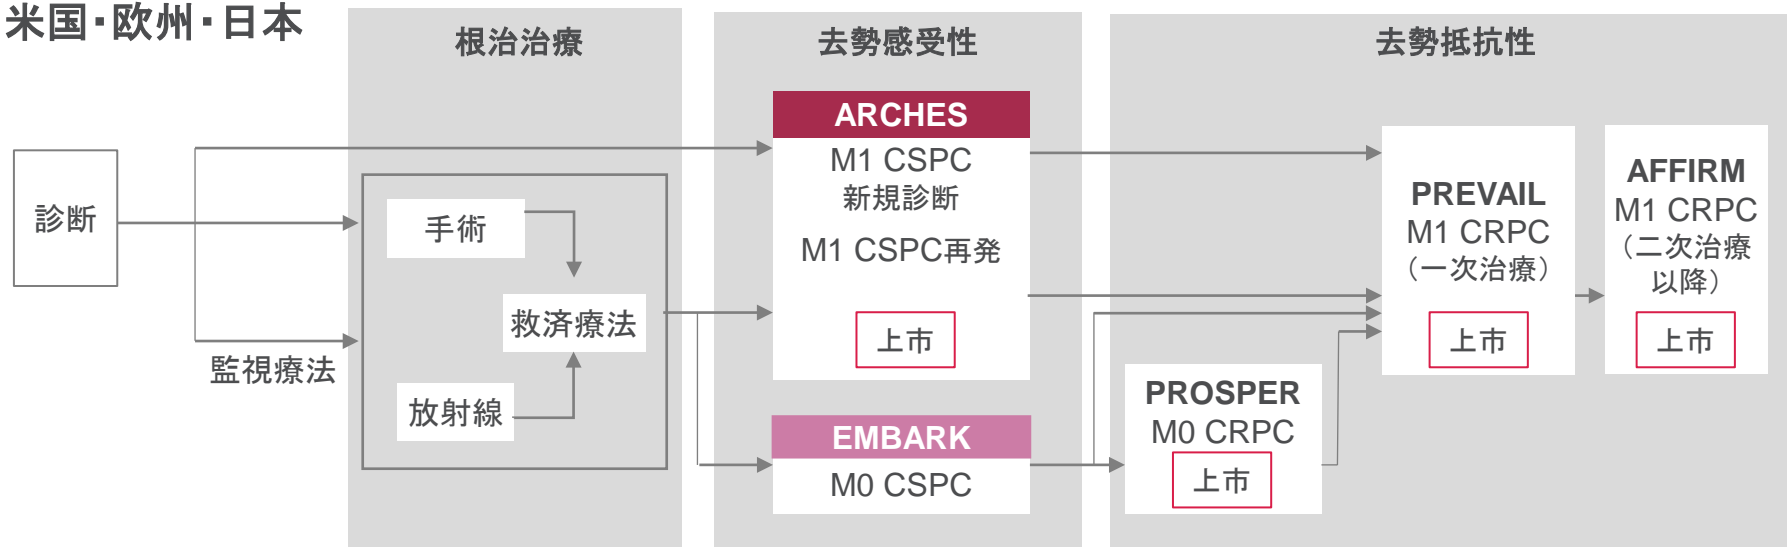 米国・欧州・日本
根治治療
去勢感受性
去勢抵抗性
診断
監視療法
手術
救済療法
放射線
ARCHES
M1 CSPC
新規診断
M1 CSPC再発
上市
EMBARK
M0 CSPC
PROSPER
M0 CRPC
上市
PREVAIL
M1 CRPC
（一次治療）
上市
AFFIRM
M1 CRPC
（二次治療
以降）
上市